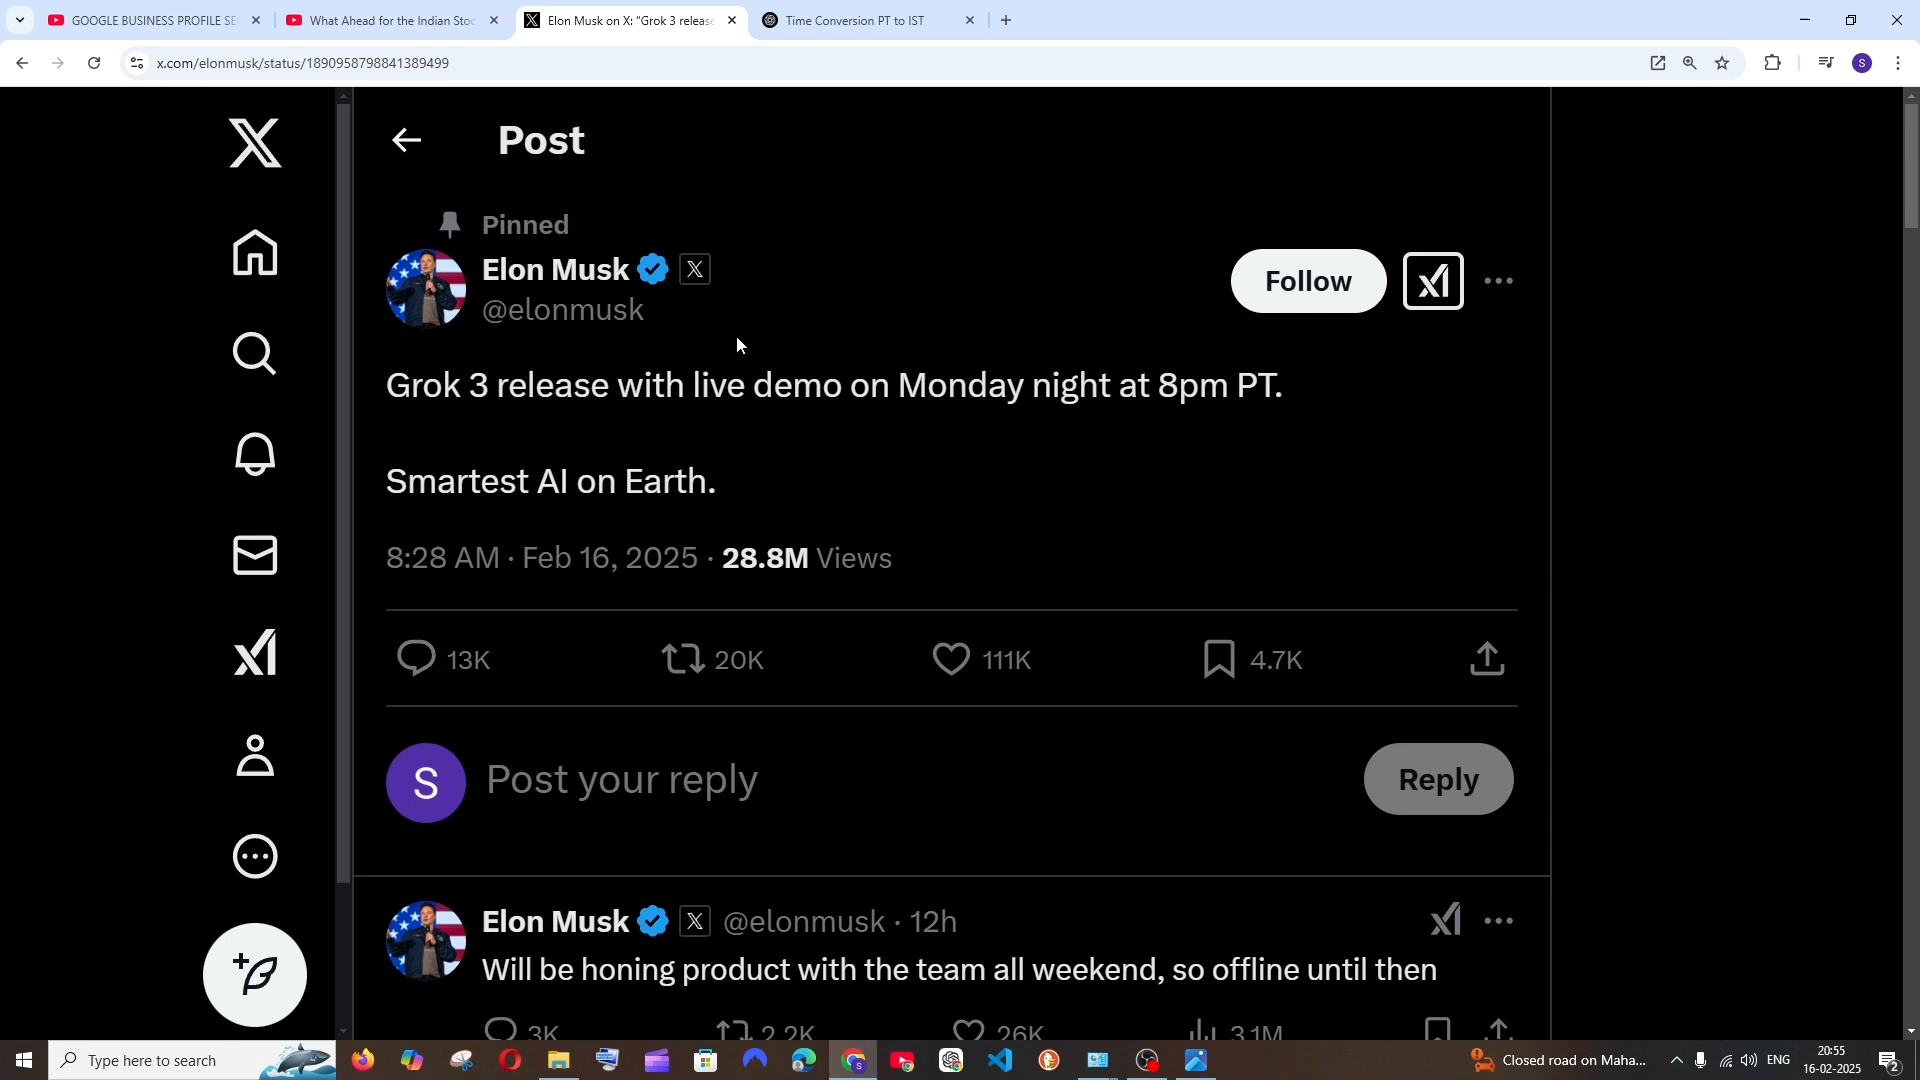 GOOGLE BUSINESS PROFILE SE
What Ahead for the Indian Stoc
Elon Musk on X: "Grok 3 release
Time Conversion PT to IST
x.com/elonmusk/status/1890958798841389499
S
Post
Pinned
Elon Musk
@elonmusk
Follow
Grok 3 release with live demo on Monday night at 8pm PT.
Smartest AI on Earth.
8:28 AM · Feb 16, 2025 · 28.8M Views
13K 20K 111K 4.7K
S
Post your reply
Reply
Elon Musk @elonmusk · 12h
Will be honing product with the team all weekend, so offline until then
3K 2.2K 26K 3.1M
Type here to search
Closed road on Maha...
ENG
20:55
16-02-2025
2